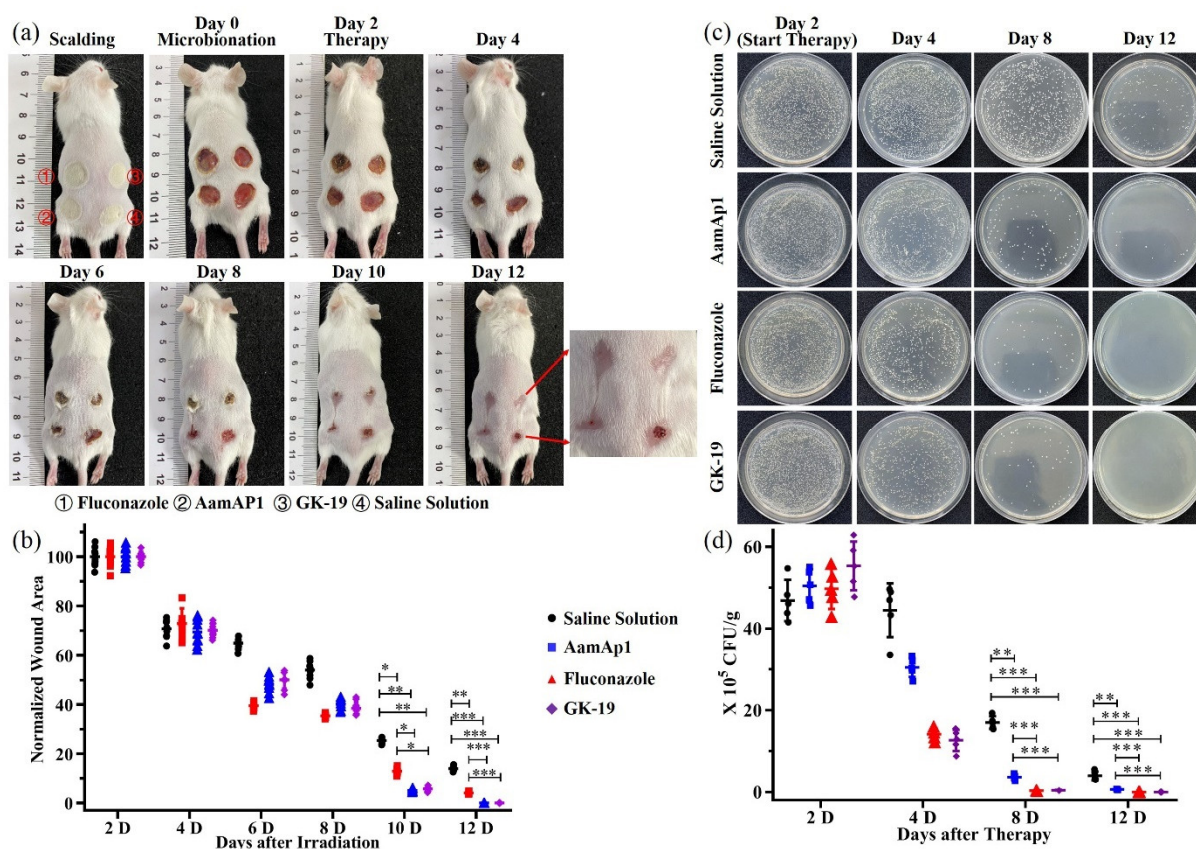 (a)
Scalding
Day 0
Microbionation
Day 2
Therapy
Day 4
① ③
② ④
Day 6
Day 8
Day 10
Day 12
① Fluconazole ② AamAP1 ③ GK-19 ④ Saline Solution
(b)
Normalized Wound Area
100
80
60
40
20
0
* ** ** * *
** *** *** *** ***
2 D 4 D 6 D 8 D 10 D 12 D
Days after Irradiation
Saline Solution
AamAp1
Fluconazole
GK-19
(c)
Day 2
(Start Therapy)
Day 4
Day 8
Day 12
Saline Solution
AamAp1
Fluconazole
GK-19
(d)
X 10⁵ CFU/g
60
40
20
0
** *** *** *** ***
** *** *** *** ***
2 D 4 D 8 D 12 D
Days after Therapy